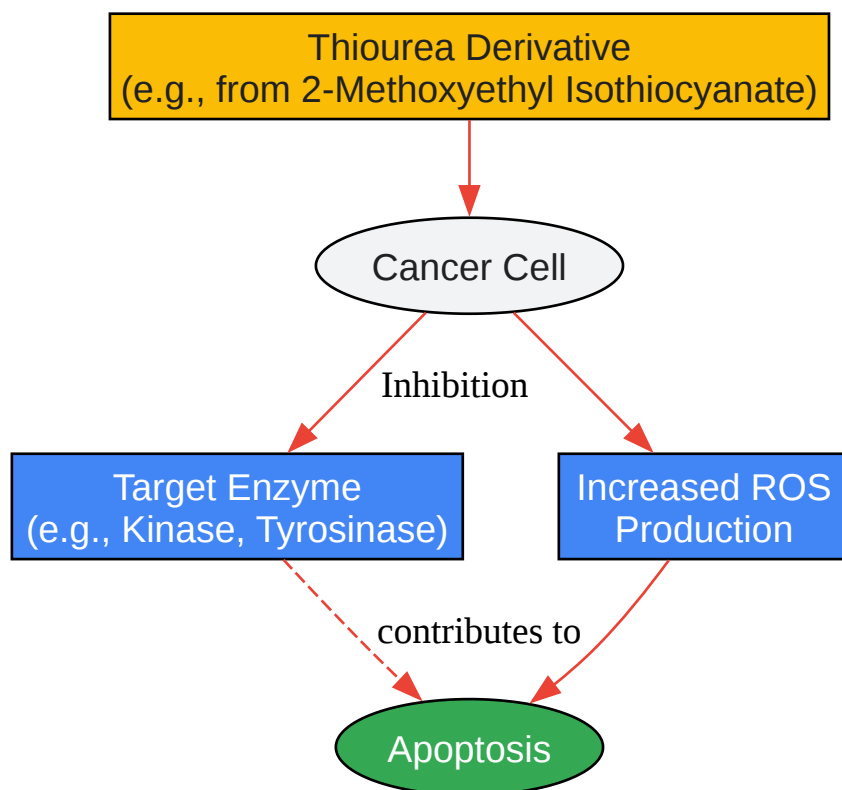 Thiourea Derivative
(e.g., from 2-Methoxyethyl Isothiocyanate)
Cancer Cell
Inhibition
Target Enzyme
(e.g., Kinase, Tyrosinase)
Increased ROS
Production
contributes to
Apoptosis